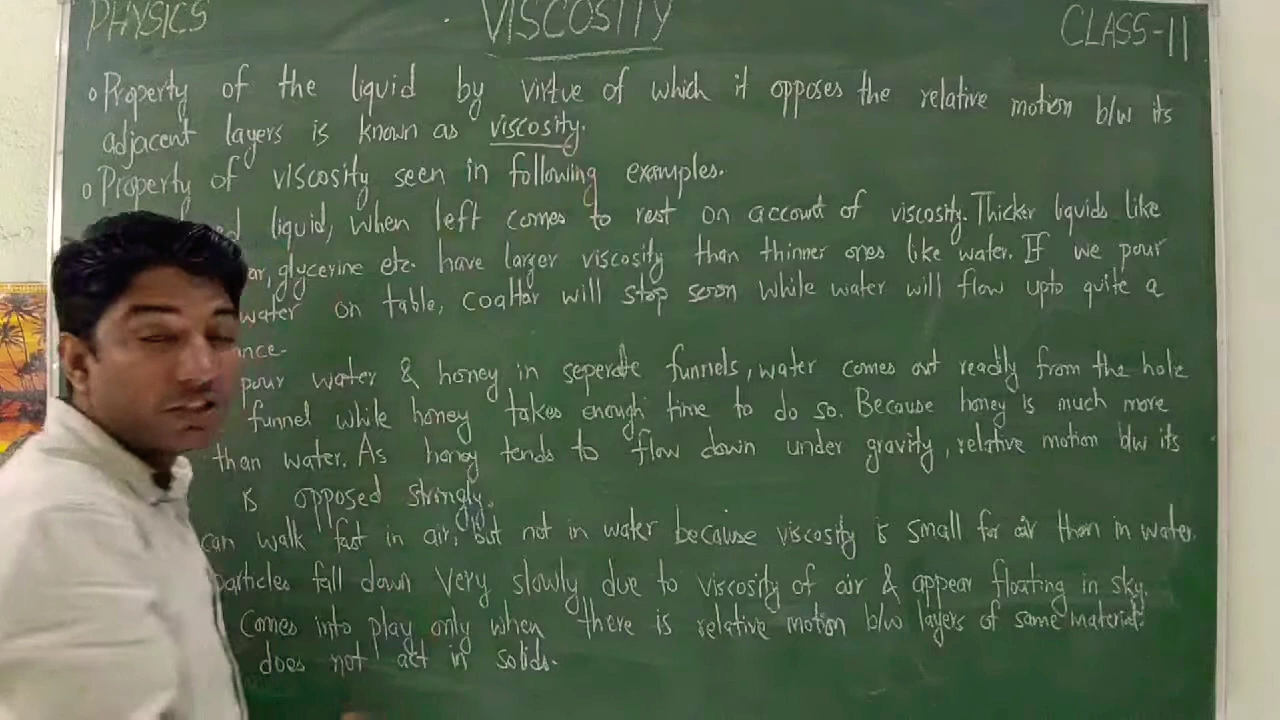 PHYSICS VISCOSITY CLASS-11
• Property of the liquid by virtue of which it opposes the relative motion b/w its
adjacent layers is known as viscosity.
• Property of viscosity seen in following examples.
liquid, when left comes to rest on account of viscosity. Thicker liquids like
glycerine etc. have larger viscosity than thinner ones like water. If we pour
water on table, coaltar will stop soon while water will flow upto quite a
pour water & honey in seperate funnels, water comes out readily from the hole
funnel while honey takes enough time to do so. Because honey is much more
than water. As honey tends to flow down under gravity, relative motion b/w its
is opposed strongly.
can walk fast in air, but not in water because viscosity is small for air than in water.
particles fall down very slowly due to viscosity of air & appear floating in sky.
Comes into play only when there is relative motion b/w layers of same material.
does not act in solids.